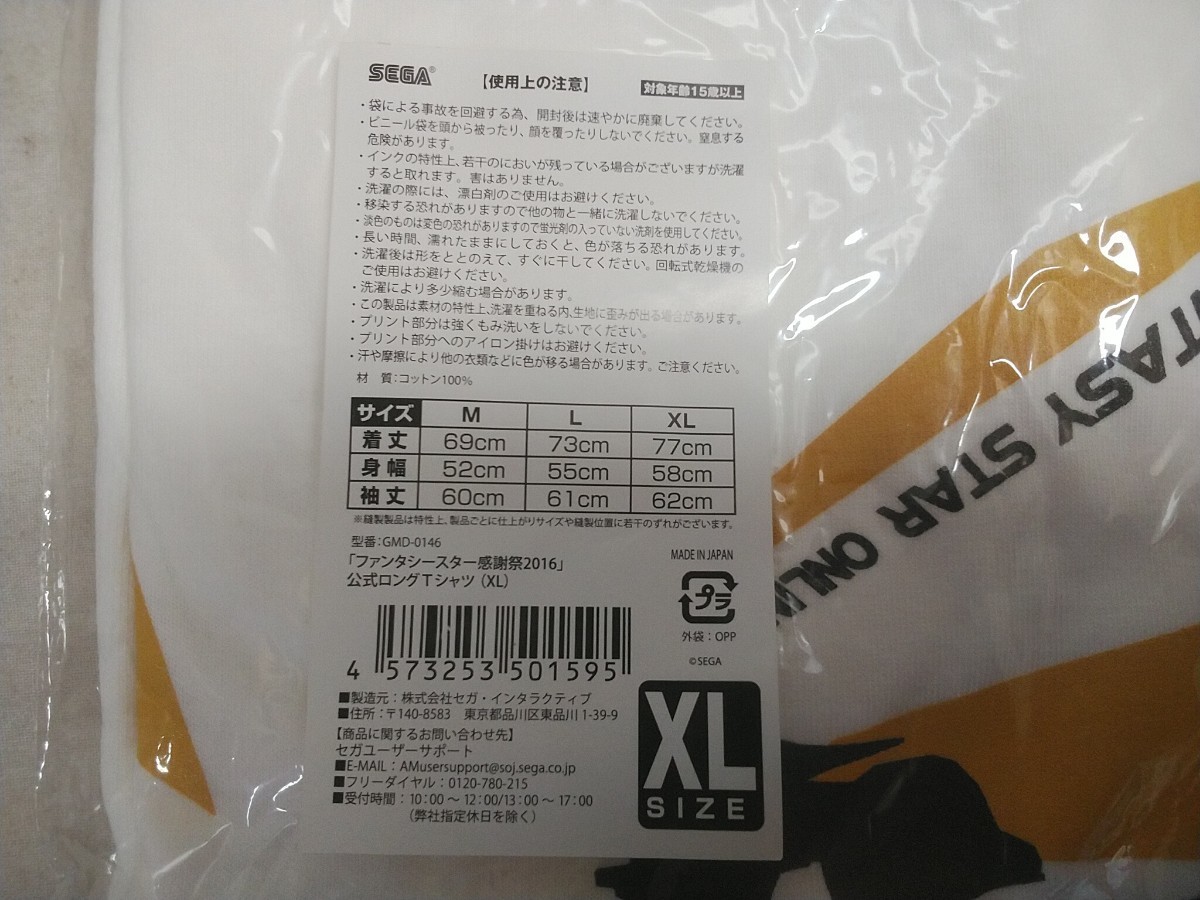 SEGA®
【使用上の注意】
対象年齢15歳以上
・袋による事故を回避する為、開封後は速やかに廃棄してください。
・ビニール袋を頭から被ったり、顔を覆ったりしないでください。窒息する
危険があります。
・インクの特性上、若干のにおいが残っている場合がございますが洗濯
すると取れます。害はありません。
・洗濯の際には、漂白剤のご使用はお避けください。
・移染する恐れがありますので他の物と一緒に洗濯しないでください。
・淡色のものは変色の恐れがありますので蛍光剤の入っていない洗剤を使用してください。
・長い時間、濡れたままにしておくと、色が落ちる恐れがあります。
・洗濯後は形をととのえて、すぐに干してください。回転式乾燥機の
ご使用はお避けください。
・洗濯により多少縮む場合があります。
・この製品は素材の特性上、洗濯を重ねる内、生地に歪みが出る場合があります。
・プリント部分は強くもみ洗いをしないでください。
・プリント部分へのアイロン掛けはお避けください。
・汗や摩擦により他の衣類などに色が移る場合があります。ご注意ください。
材 質：コットン100%
サイズ M L XL
着丈 69cm 73cm 77cm
身幅 52cm 55cm 58cm
袖丈 60cm 61cm 62cm
※縫製製品は特性上、製品ごとに仕上がりサイズや縫製位置に若干のずれがございます。
型番：GMD-0146
「ファンタシースター感謝祭2016」
公式ロングTシャツ（XL）
MADE IN JAPAN
プラ
外袋：OPP
©SEGA
4 573253 501595
■製造元：株式会社セガ・インタラクティブ
■住所：〒140-8583 東京都品川区東品川 1-39-9
【商品に関するお問い合わせ先】
セガユーザーサポート
■E-MAIL：AMusersupport@soj.sega.co.jp
■フリーダイヤル：0120-780-215
■受付時間：10：00 ～ 12：00/13：00 ～ 17：00
（弊社指定休日を除く）
XL
SIZE
NTASY STAR ONLIN